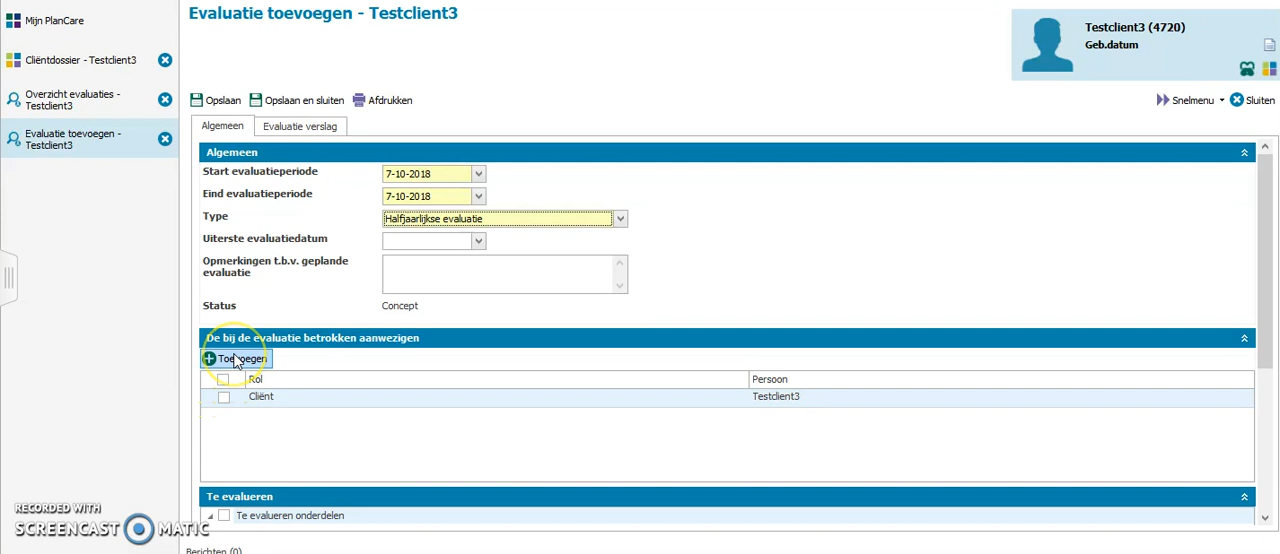 Mijn PlanCare
Cliëntdossier - Testclient3
Overzicht evaluaties -
Testclient3
Evaluatie toevoegen -
Testclient3
Evaluatie toevoegen - Testclient3
Testclient3 (4720)
Geb.datum
Opslaan
Opslaan en sluiten
Afdrukken
Snelmenu
Sluiten
Algemeen
Evaluatie verslag
Algemeen
Start evaluatieperiode
7-10-2018
Eind evaluatieperiode
7-10-2018
Type
Halfjaarlijkse evaluatie
Uiterste evaluatiedatum
Opmerkingen t.b.v. geplande
evaluatie
Status
Concept
De bij de evaluatie betrokken aanwezigen
Toevoegen
Rol
Persoon
Cliënt
Testclient3
Te evalueren
Te evalueren onderdelen
Berichten (0)
RECORDED WITH
SCREENCAST MATIC